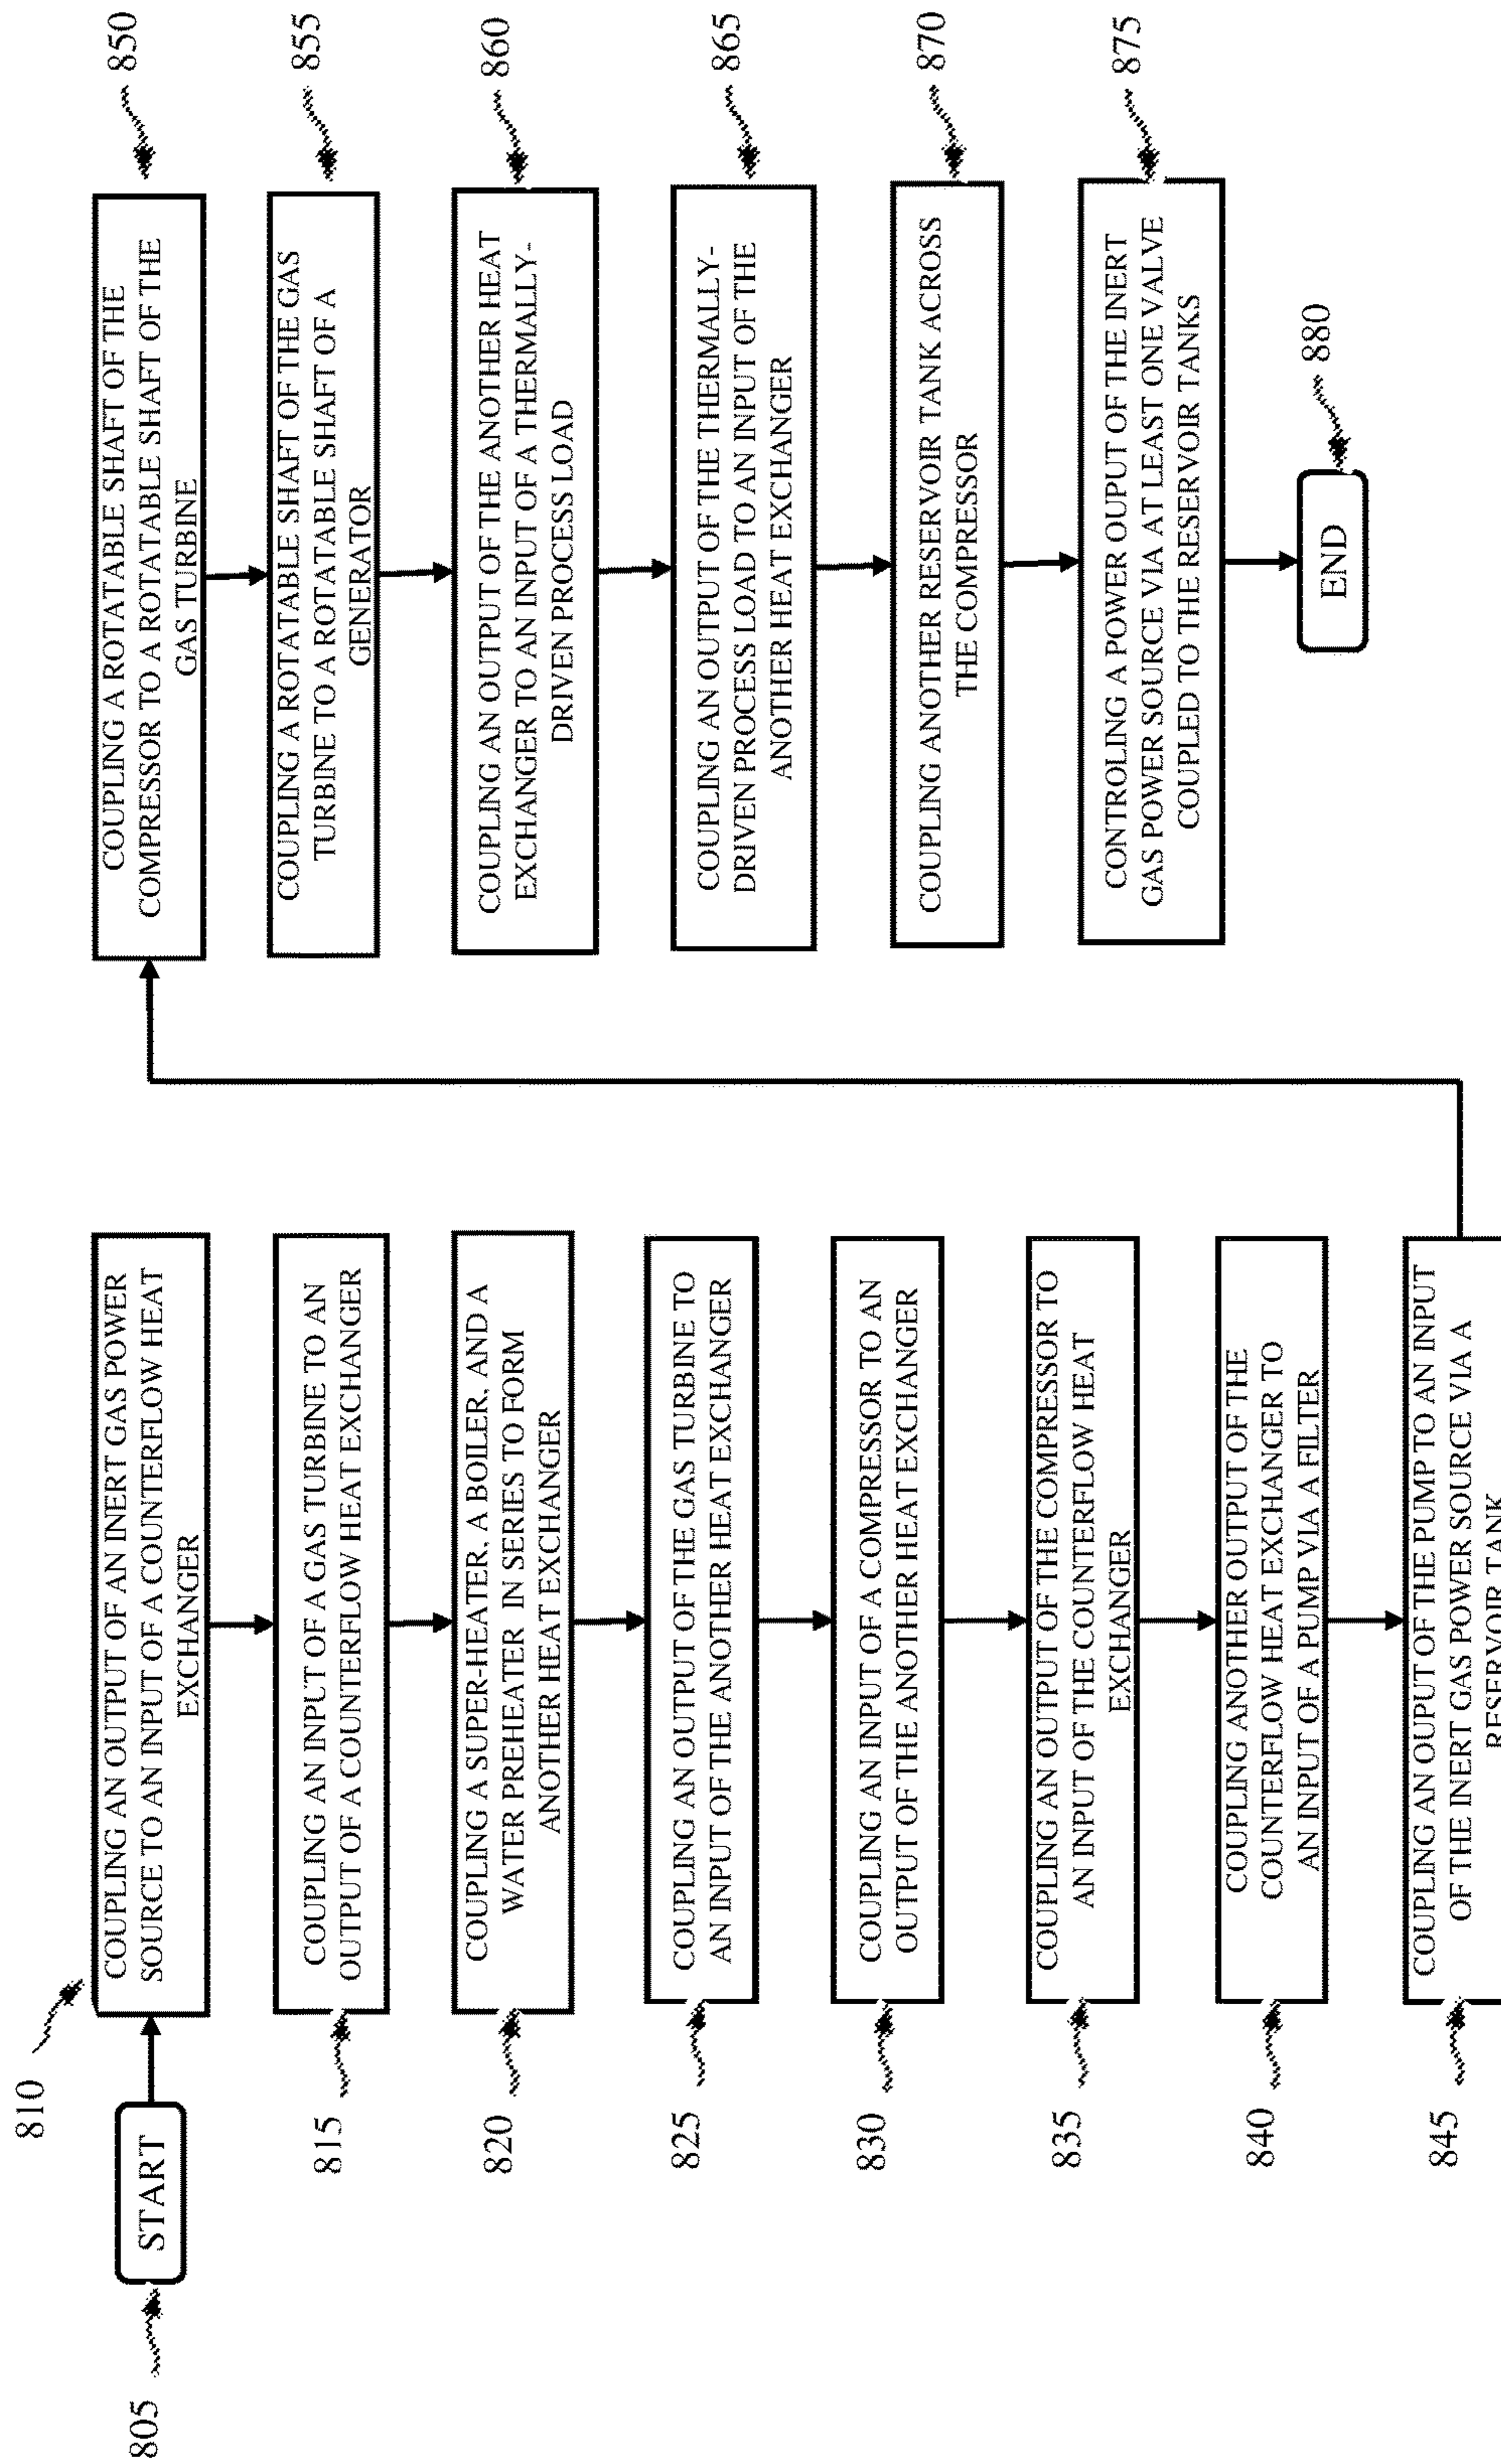 805
START
810
COUPLING AN OUTPUT OF AN INERT GAS POWER
SOURCE TO AN INPUT OF A COUNTERFLOW HEAT
EXCHANGER
815
COUPLING AN INPUT OF A GAS TURBINE TO AN
OUTPUT OF A COUNTERFLOW HEAT EXCHANGER
820
COUPLING A SUPER-HEATER, A BOILER, AND A
WATER PREHEATER IN SERIES TO FORM
ANOTHER HEAT EXCHANGER
825
COUPLING AN OUTPUT OF THE GAS TURBINE TO
AN INPUT OF THE ANOTHER HEAT EXCHANGER
830
COUPLING AN INPUT OF A COMPRESSOR TO AN
OUTPUT OF THE ANOTHER HEAT EXCHANGER
835
COUPLING AN OUTPUT OF THE COMPRESSOR TO
AN INPUT OF THE COUNTERFLOW HEAT
EXCHANGER
840
COUPLING ANOTHER OUTPUT OF THE
COUNTERFLOW HEAT EXCHANGER TO
AN INPUT OF A PUMP VIA A FILTER
845
COUPLING AN OUPUT OF THE PUMP TO AN INPUT
OF THE INERT GAS POWER SOURCE VIA A
RESERVOIR TANK
850
COUPLING A ROTATABLE SHAFT OF THE
COMPRESSOR TO A ROTATABLE SHAFT OF THE
GAS TURBINE
855
COUPLING A ROTATABLE SHAFT OF THE GAS
TURBINE TO A ROTATABLE SHAFT OF A
GENERATOR
860
COUPLING AN OUTPUT OF THE ANOTHER HEAT
EXCHANGER TO AN INPUT OF A THERMALLY-
DRIVEN PROCESS LOAD
865
COUPLING AN OUTPUT OF THE THERMALLY-
DRIVEN PROCESS LOAD TO AN INPUT OF THE
ANOTHER HEAT EXCHANGER
870
COUPLING ANOTHER RESERVOIR TANK ACROSS
THE COMPRESSOR
875
CONTROLING A POWER OUPUT OF THE INERT
GAS POWER SOURCE VIA AT LEAST ONE VALVE
COUPLED TO THE RESERVOIR TANKS
880
END